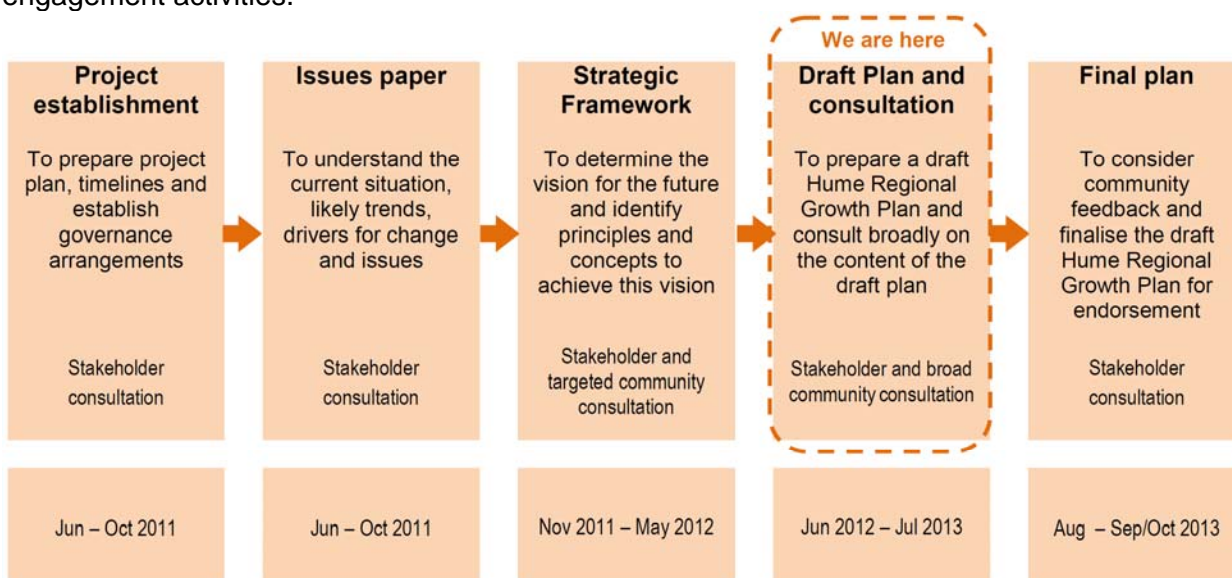 engagement activities.
We are here
Project
establishment
To prepare project
plan, timelines and
establish
governance
arrangements
Stakeholder
consultation
Jun – Oct 2011
Issues paper
To understand the
current situation,
likely trends,
drivers for change
and issues
Stakeholder
consultation
Jun – Oct 2011
Strategic
Framework
To determine the
vision for the future
and identify
principles and
concepts to
achieve this vision
Stakeholder and
targeted community
consultation
Nov 2011 – May 2012
Draft Plan and
consultation
To prepare a draft
Hume Regional
Growth Plan and
consult broadly on
the content of the
draft plan
Stakeholder and broad
community consultation
Jun 2012 – Jul 2013
Final plan
To consider
community
feedback and
finalise the draft
Hume Regional
Growth Plan for
endorsement
Stakeholder
consultation
Aug – Sep/Oct 2013